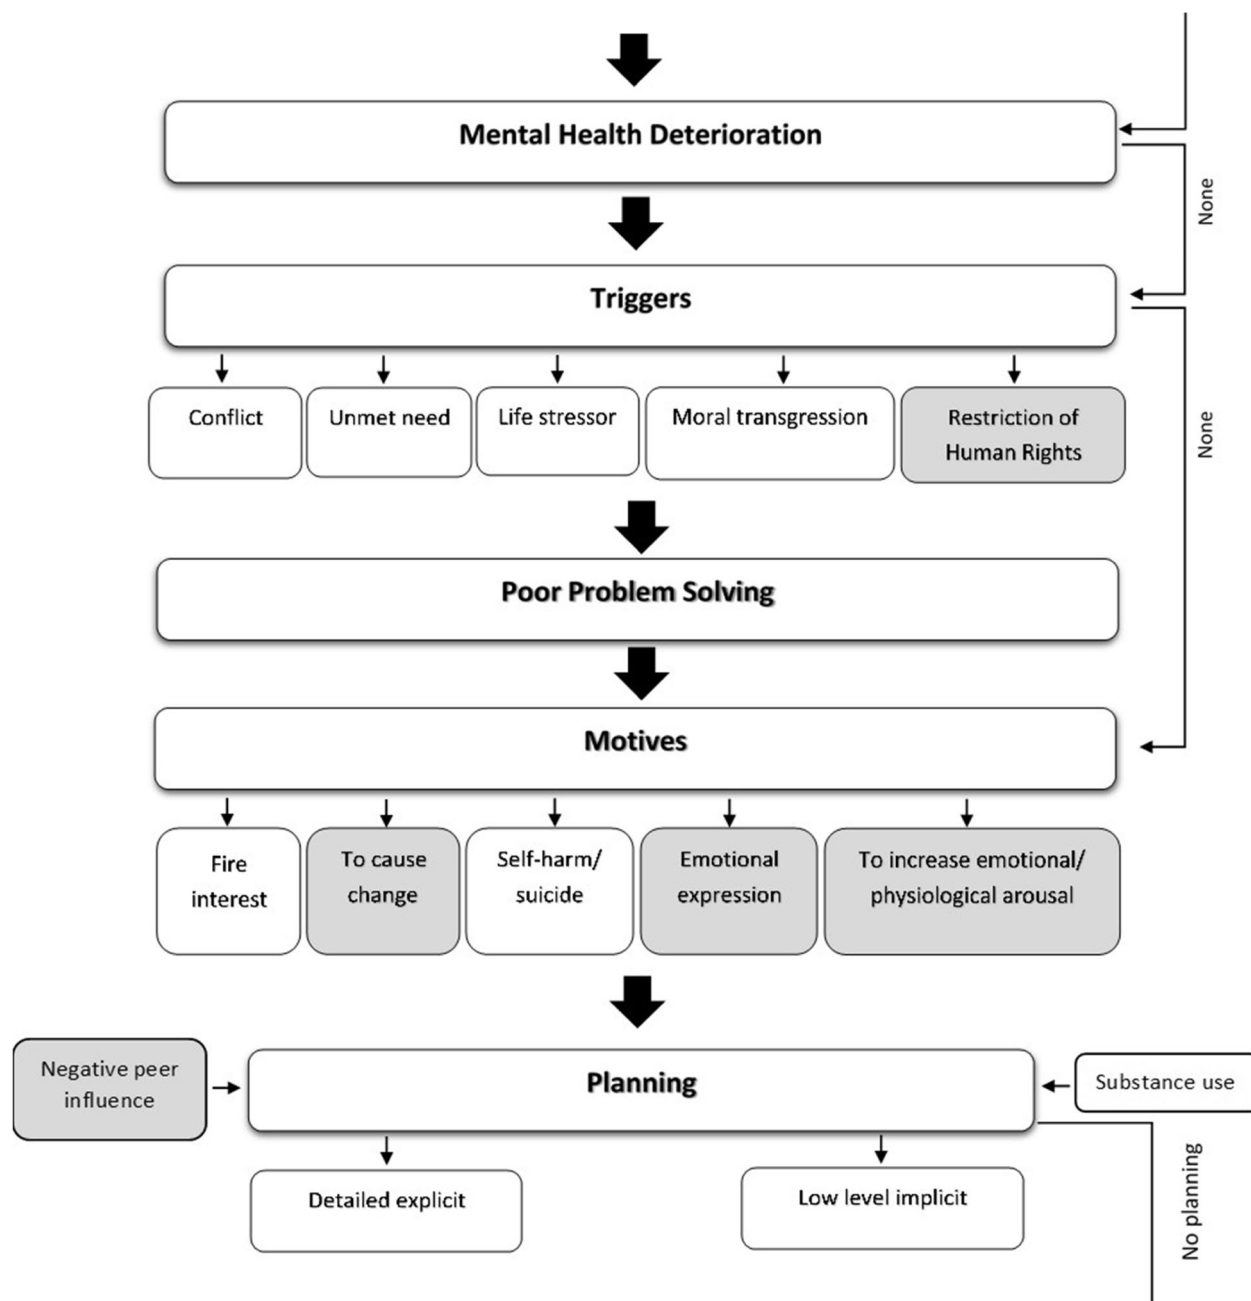 Mental Health Deterioration
None
Triggers
Conflict
Unmet need
Life stressor
Moral transgression
Restriction of
Human Rights
None
Poor Problem Solving
Motives
Fire
interest
To cause
change
Self-harm/
suicide
Emotional
expression
To increase emotional/
physiological arousal
Negative peer
influence
Planning
Substance use
Detailed explicit
Low level implicit
No planning